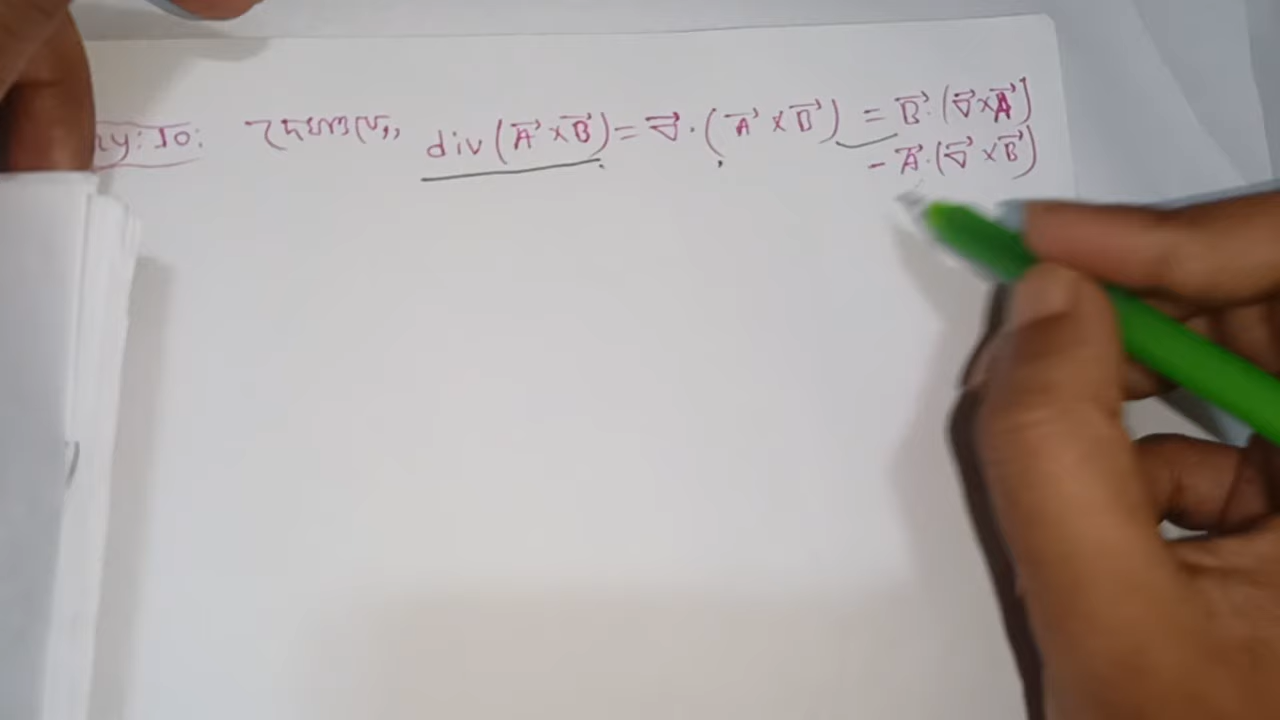 দেখাও যে, div(A⃗ × B⃗) = ∇⃗ · (A⃗ × B⃗) = B⃗ · (∇⃗ × A⃗)
− A⃗ · (∇⃗ × B⃗)